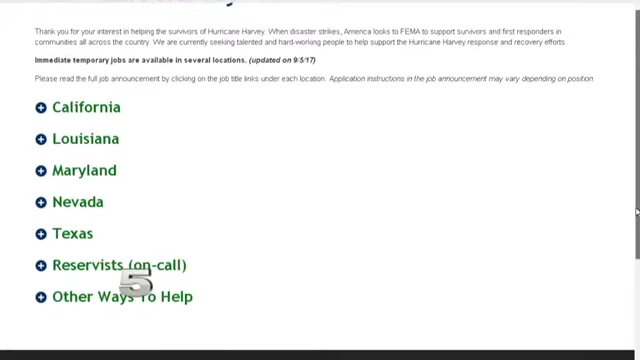 Thank you for your interest in helping the survivors of Hurricane Harvey. When disaster strikes, America looks to FEMA to support survivors and first responders in
communities all across the country. We are currently seeking talented and hard-working people to help support the Hurricane Harvey response and recovery efforts.
Immediate temporary jobs are available in several locations. (updated on 9/5/17)
Please read the full job announcement by clicking on the job title links under each location. Application instructions in the job announcement may vary depending on position
California
Louisiana
Maryland
Nevada
Texas
Reservists (on-call)
5
Other Ways To Help